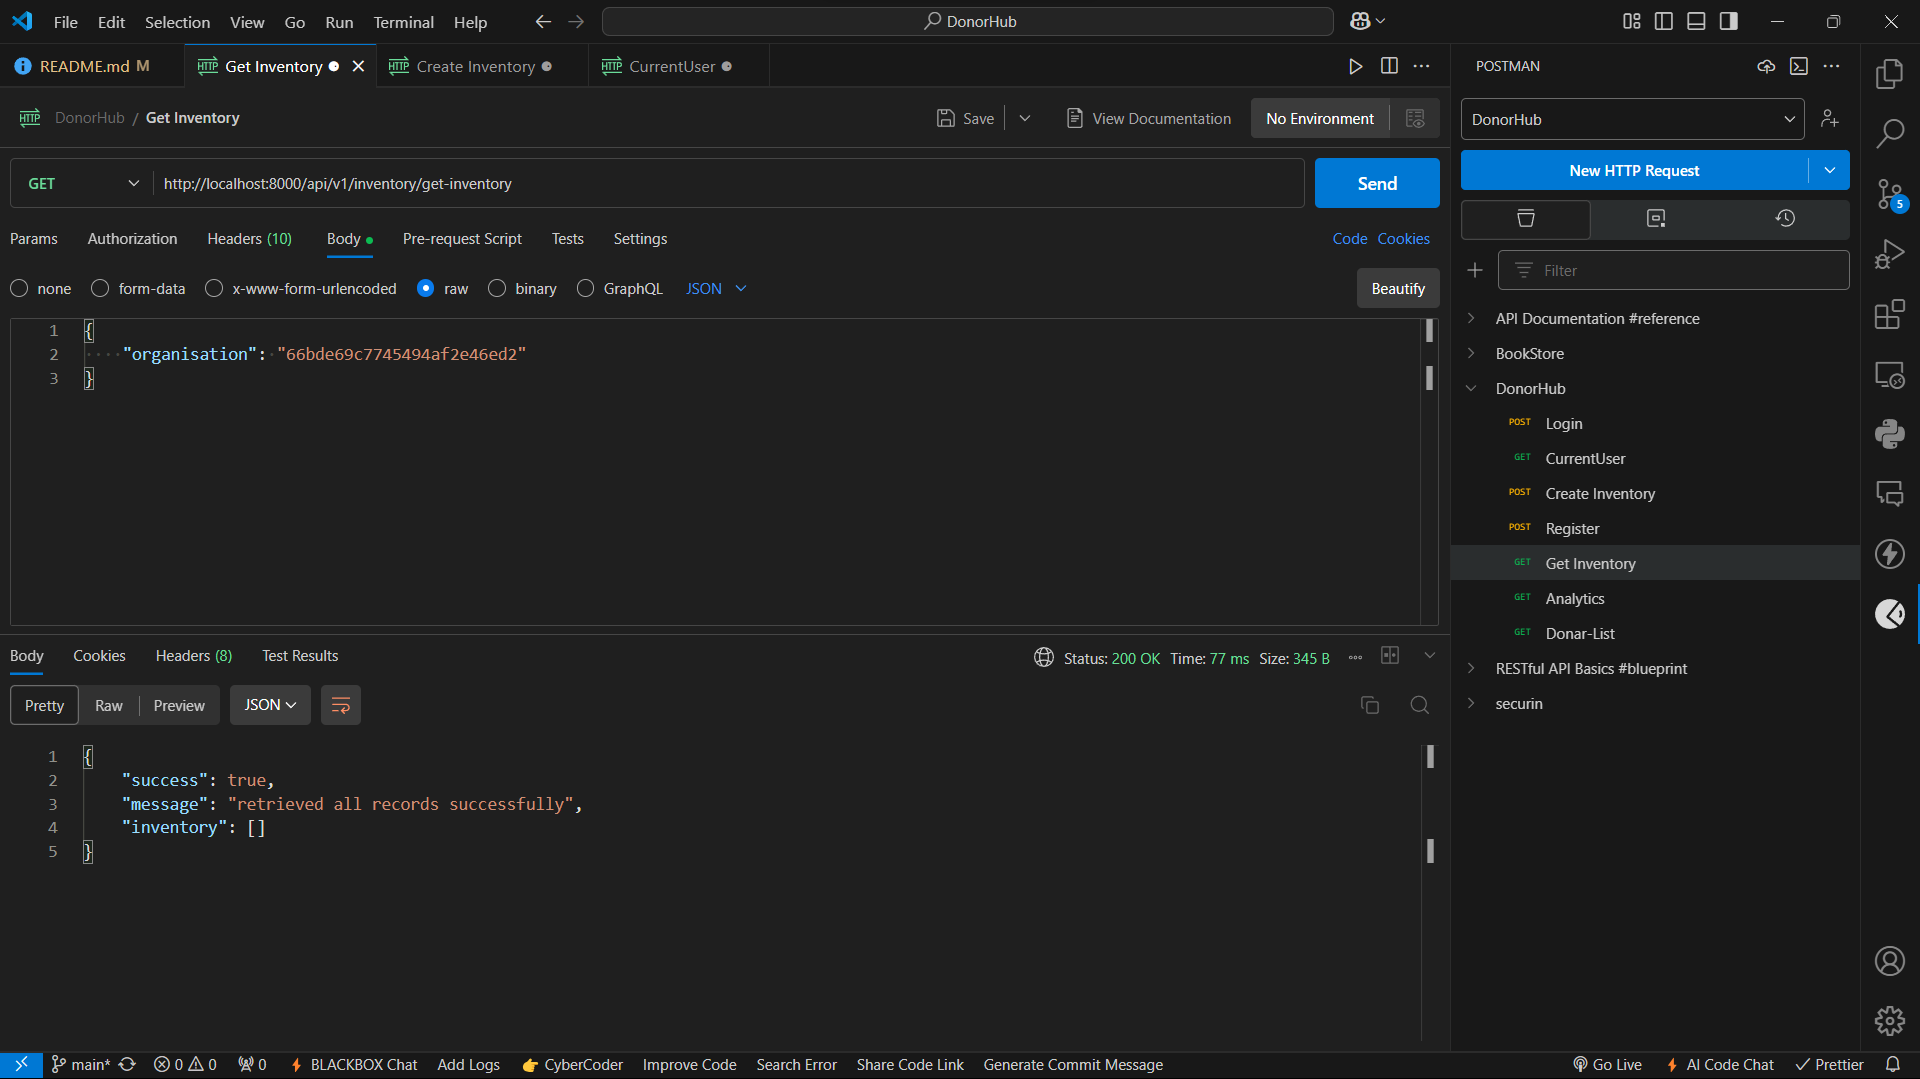 File Edit Selection View Go Run Terminal Help DonorHub
README.md M Get Inventory Create Inventory CurrentUser
DonorHub / Get Inventory Save View Documentation No Environment
GET http://localhost:8000/api/v1/inventory/get-inventory Send
Params Authorization Headers (10) Body Pre-request Script Tests Settings Code Cookies
none form-data x-www-form-urlencoded raw binary GraphQL JSON Beautify
1 {
2 ···· "organisation":· "66bde69c7745494af2e46ed2"
3 }
Body Cookies Headers (8) Test Results Status: 200 OK Time: 77 ms Size: 345 B
Pretty Raw Preview JSON
1 {
2 "success": true,
3 "message": "retrieved all records successfully",
4 "inventory": []
5 }
POSTMAN
DonorHub
New HTTP Request
Filter
API Documentation #reference
BookStore
DonorHub
POST Login
GET CurrentUser
POST Create Inventory
POST Register
GET Get Inventory
GET Analytics
GET Donar-List
RESTful API Basics #blueprint
securin
5
main* 0 0 0 BLACKBOX Chat Add Logs CyberCoder Improve Code Search Error Share Code Link Generate Commit Message Go Live AI Code Chat Prettier